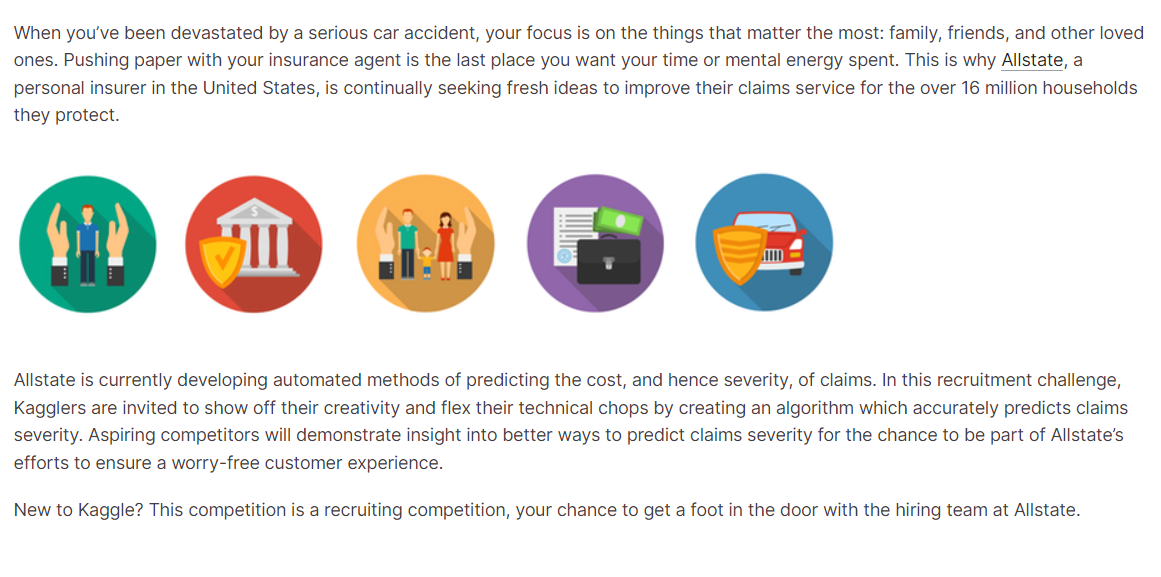 When you’ve been devastated by a serious car accident, your focus is on the things that matter the most: family, friends, and other loved
ones. Pushing paper with your insurance agent is the last place you want your time or mental energy spent. This is why Allstate, a
personal insurer in the United States, is continually seeking fresh ideas to improve their claims service for the over 16 million households
they protect.
$
Allstate is currently developing automated methods of predicting the cost, and hence severity, of claims. In this recruitment challenge,
Kagglers are invited to show off their creativity and flex their technical chops by creating an algorithm which accurately predicts claims
severity. Aspiring competitors will demonstrate insight into better ways to predict claims severity for the chance to be part of Allstate’s
efforts to ensure a worry-free customer experience.
New to Kaggle? This competition is a recruiting competition, your chance to get a foot in the door with the hiring team at Allstate.